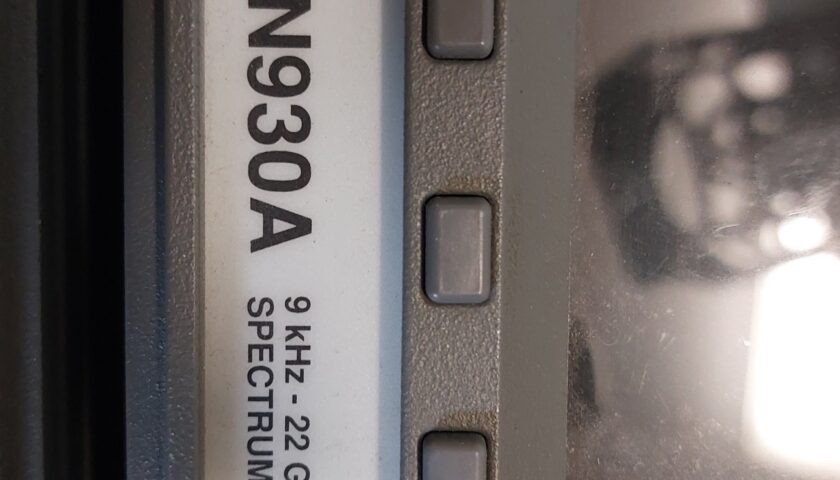 N930A
9 kHz - 22 G
SPECTRUM